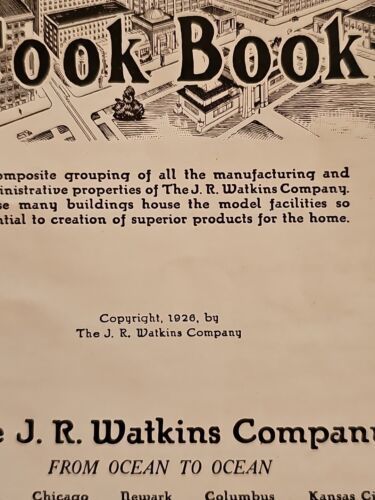 ook Book
omposite grouping of all the manufacturing and
inistrative properties of The J. R. Watkins Company.
se many buildings house the model facilities so
ntial to creation of superior products for the home.
Copyright, 1926, by
The J. R. Watkins Company
e J. R. Watkins Company
FROM OCEAN TO OCEAN
Chicago Newark Columbus Kansas Ci